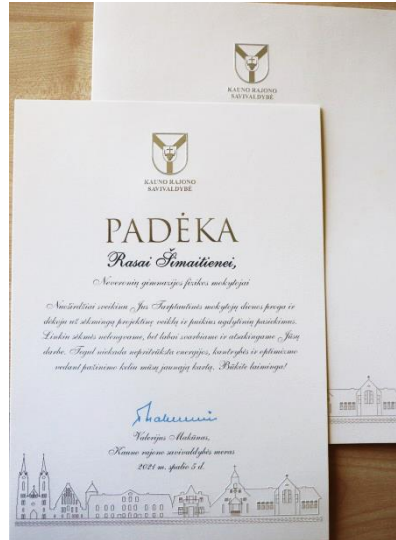 KAUNO RAJONO
SAVIVALDYBĖ
KAUNO RAJONO
SAVIVALDYBĖ
PADĖKA
Rasai Šimaitienei,
Neveronių gimnazijos fizikos mokytojai
Nuoširdžiai sveikinu Jus Tarptautinės mokytojų dienos proga ir
dėkoju už sėkmingą projektinę veiklą ir puikius ugdytinių pasiekimus.
Linkiu sėkmės nelengvame, bet labai svarbiame ir atsakingame Jūsų
darbe. Tegul niekada nepritrūksta energijos, kantrybės ir optimizmo
vedant pažinimo keliu mūsų jaunąją kartą. Būkite laiminga!
Valerijus Makūnas,
Kauno rajono savivaldybės meras
2021 m. spalio 5 d.